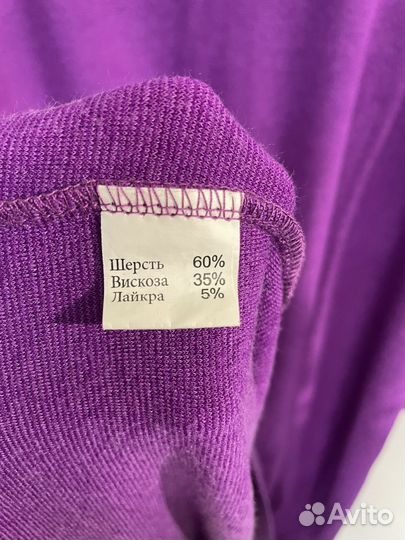 Шерсть 60%
Вискоза 35%
Лайкра 5%
Avito